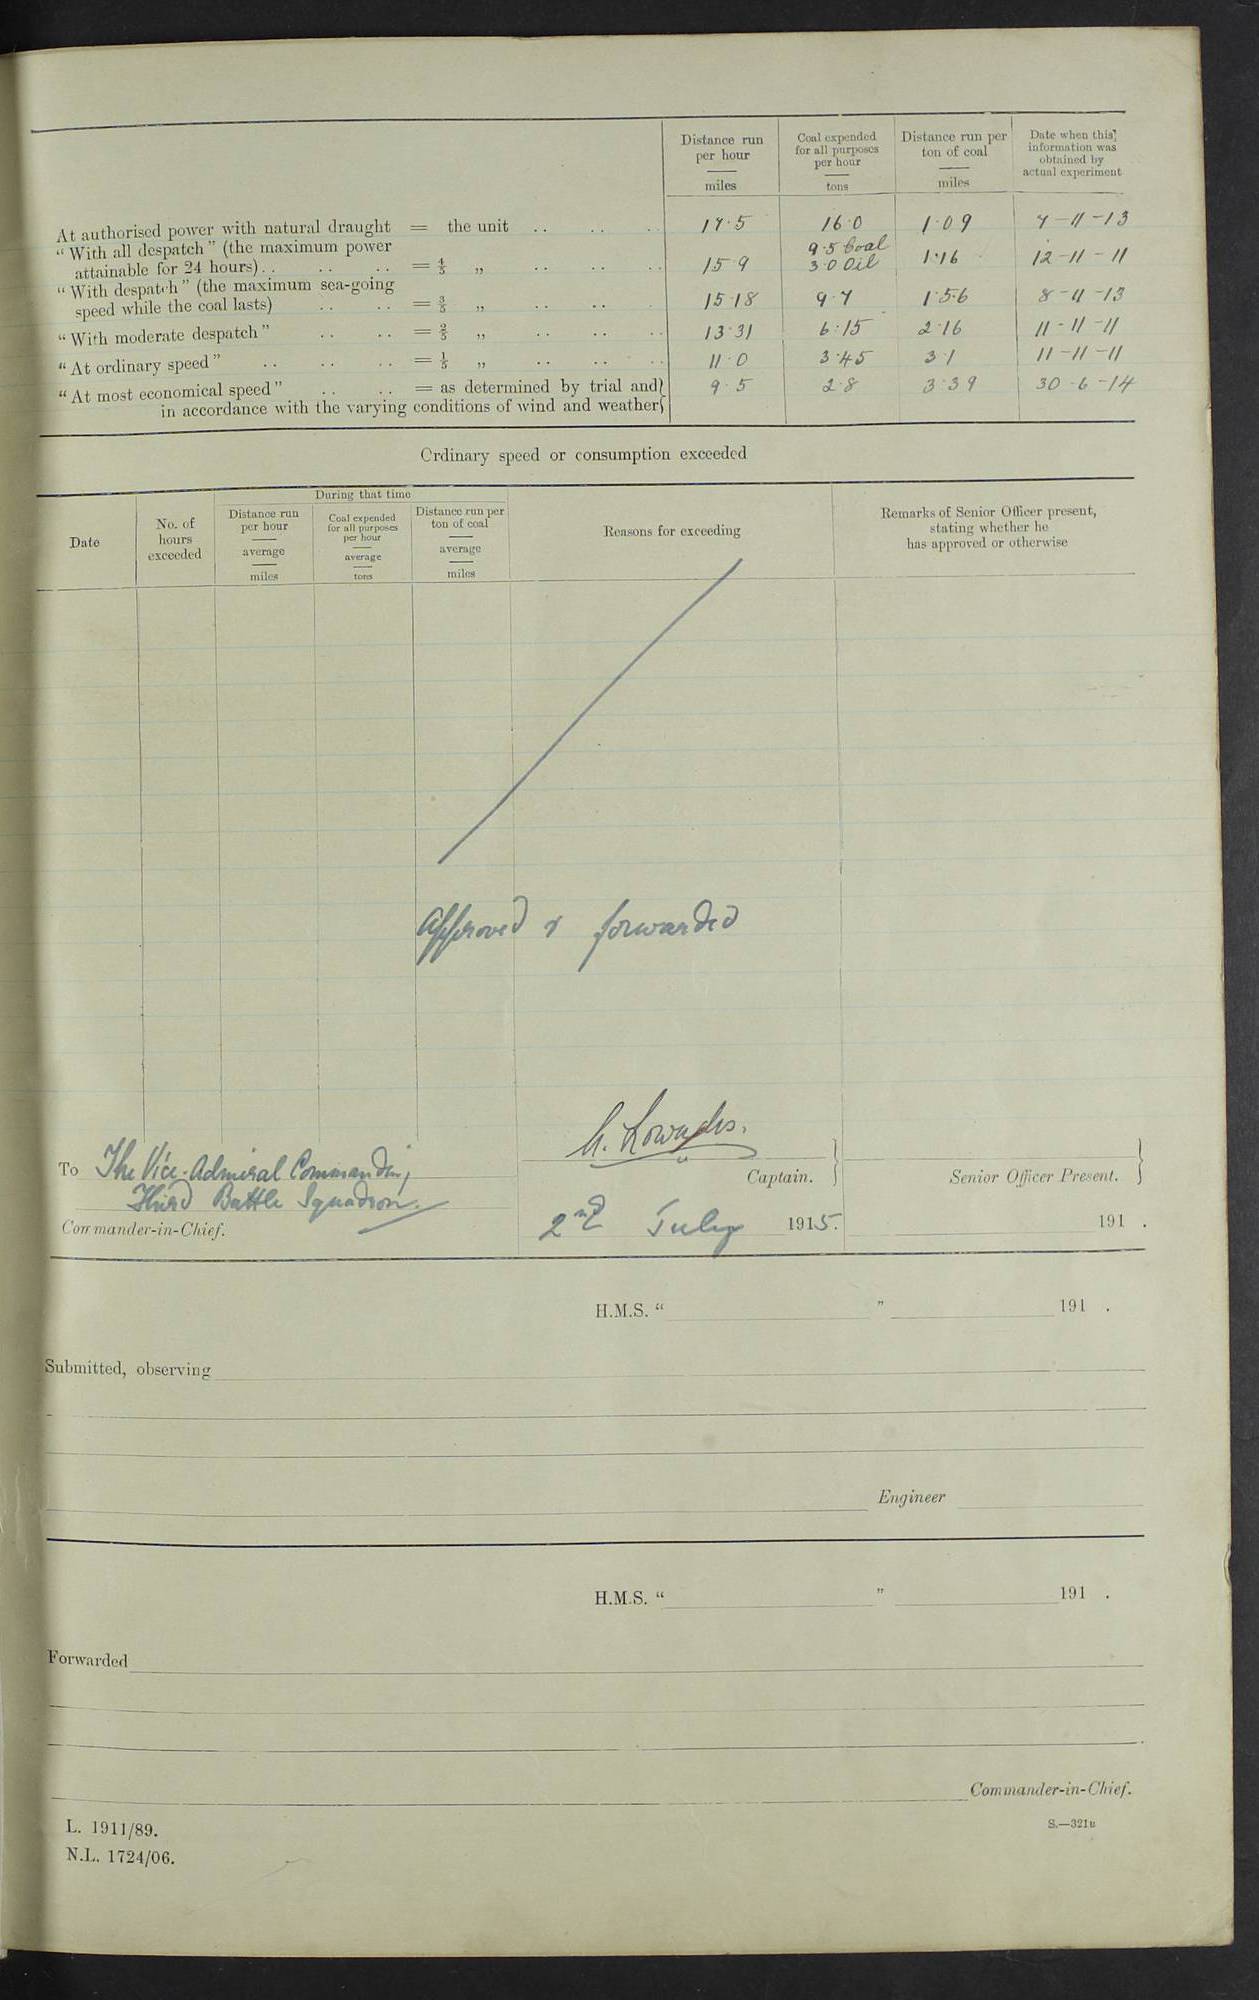 Distance run per hour miles
Coal expended for all purposes per hour tons
Distance run per ton of coal miles
Date when this information was obtained by actual experiment
At authorised power with natural draught = the unit .. .. .. 17·5 16·0 1·09 7-11-13
"With all despatch" (the maximum power
attainable for 24 hours) .. .. .. = 4/5 „ .. .. .. 15·9 9·5 Coal 3·0 Oil 1·16 12-11-11
"With despatch" (the maximum sea-going
speed while the coal lasts) .. .. = 3/5 „ .. .. . 15·18 9·7 1·56 8-11-13
"With moderate despatch" .. .. = 2/5 „ .. .. .. 13·31 6·15 2·16 11-11-11
"At ordinary speed" .. .. .. = 1/5 „ .. .. .. 11·0 3·45 3·1 11-11-11
"At most economical speed" .. .. = as determined by trial and} 9·5 2·8 3·39 30-6-14
in accordance with the varying conditions of wind and weather}
Ordinary speed or consumption exceeded
Date
No. of hours exceeded
During that time
Distance run per hour average miles
Coal expended for all purposes per hour average tons
Distance run per ton of coal average miles
Reasons for exceeding
Remarks of Senior Officer present,
stating whether he
has approved or otherwise
Approved & forwarded
To The Vice-Admiral Commanding,
Third Battle Squadron.
Commander-in-Chief.
Captain. }
2nd July 1915.
Senior Officer Present. }
191 .
H.M.S. " " 191 .
Submitted, observing
Engineer
H.M.S. " " 191 .
Forwarded
Commander-in-Chief.
L. 1911/89.
N.L. 1724/06.